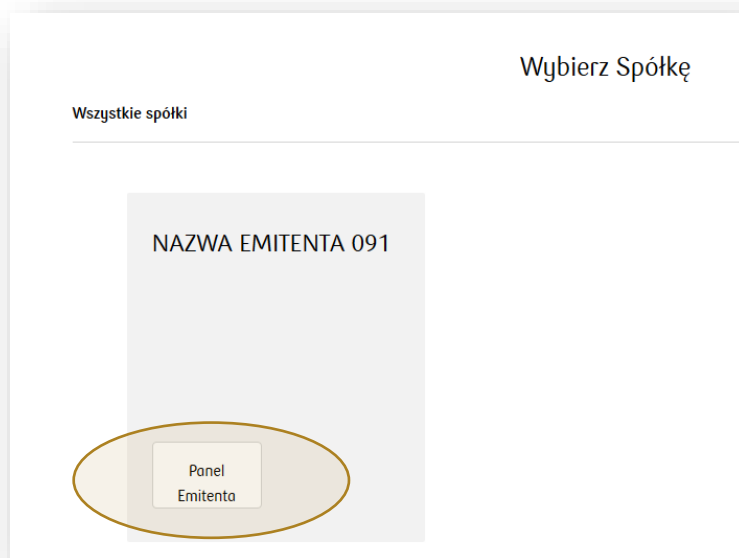 Wybierz Spółkę
Wszystkie spółki
NAZWA EMITENTA 091
Panel
Emitenta